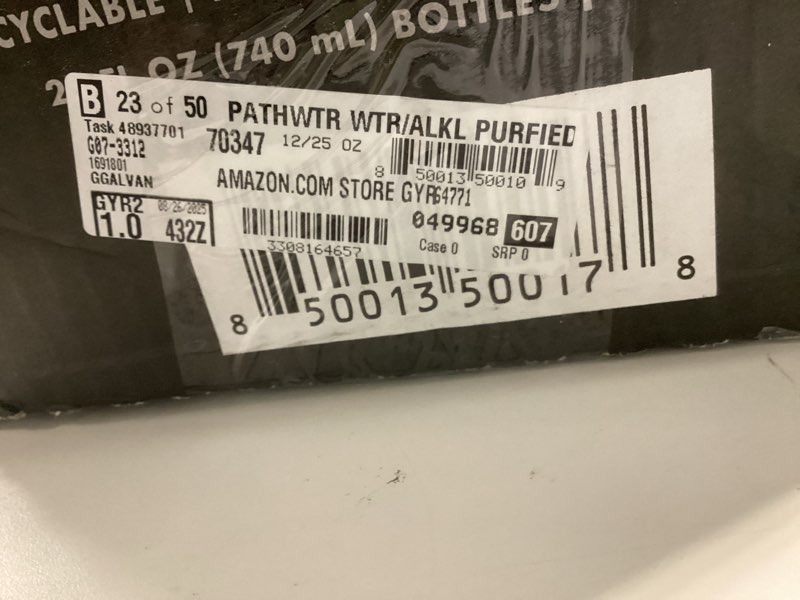 CYCLABLE
OZ (740 mL) BOTTLES
B 23 of 50 PATHWTR WTR/ALKL PURFIED
Task 48937701 70347 12/25 OZ
G07-3312
1691801
8 50013 50010 9
GGALVAN AMAZON.COM STORE GYR64771
GYR2 08/26/2025
1.0 432Z
049968 607
3308164657 Case 0 SRP 0
8 50013 50017 8